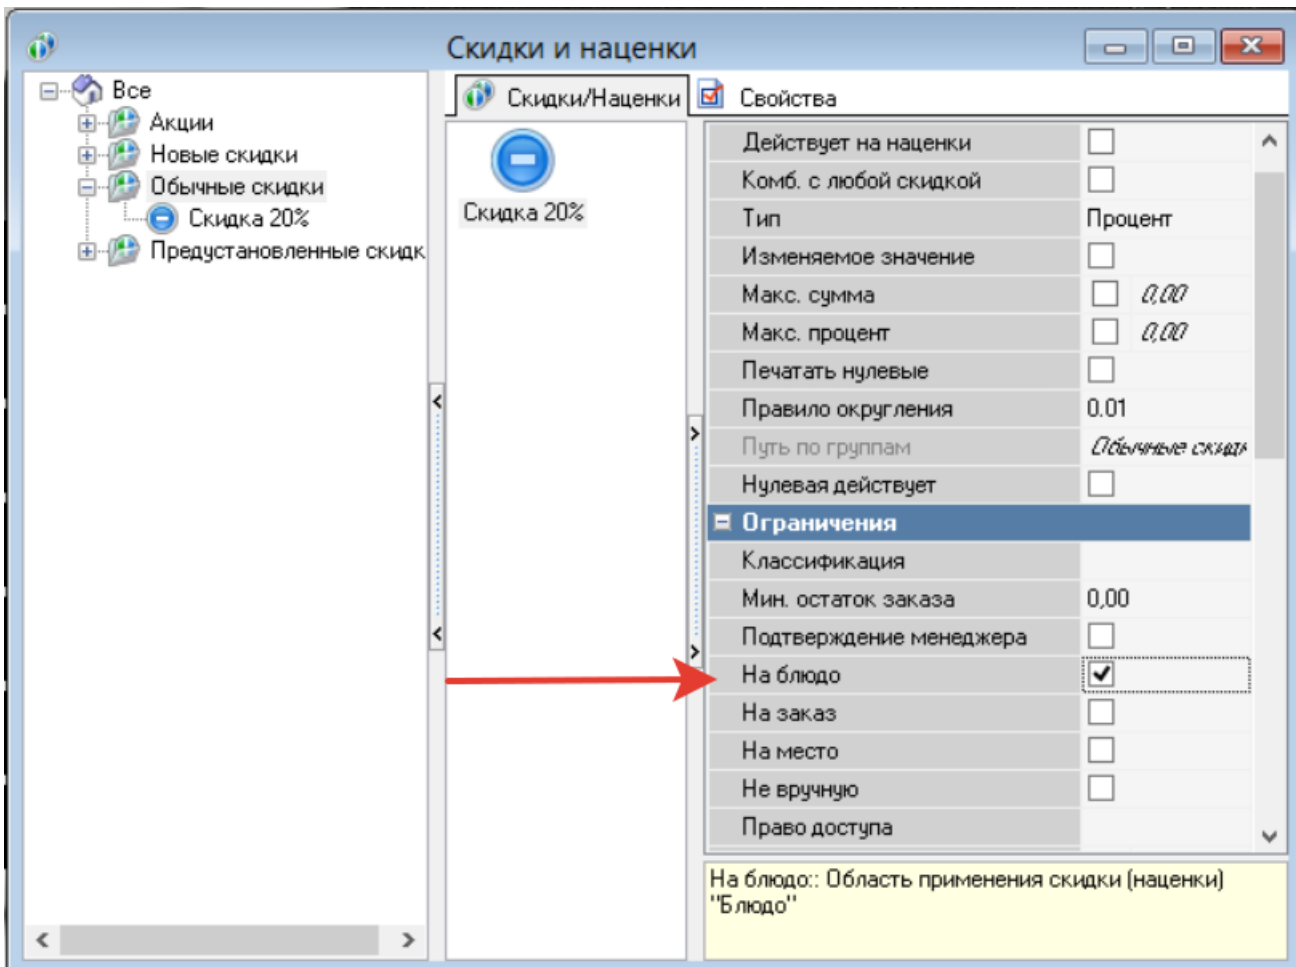 Скидки и наценки
Все
Акции
Новые скидки
Обычные скидки
Скидка 20%
Предустановленные скидк
Скидки/Наценки
Скидка 20%
Свойства
Действует на наценки
Комб. с любой скидкой
Тип Процент
Изменяемое значение
Макс. сумма 0,00
Макс. процент 0,00
Печатать нулевые
Правило округления 0.01
Путь по группам Обычные скидк
Нулевая действует
Ограничения
Классификация
Мин. остаток заказа 0,00
Подтверждение менеджера
На блюдо
На заказ
На место
Не вручную
Право доступа
На блюдо:: Область применения скидки (наценки)
"Блюдо"